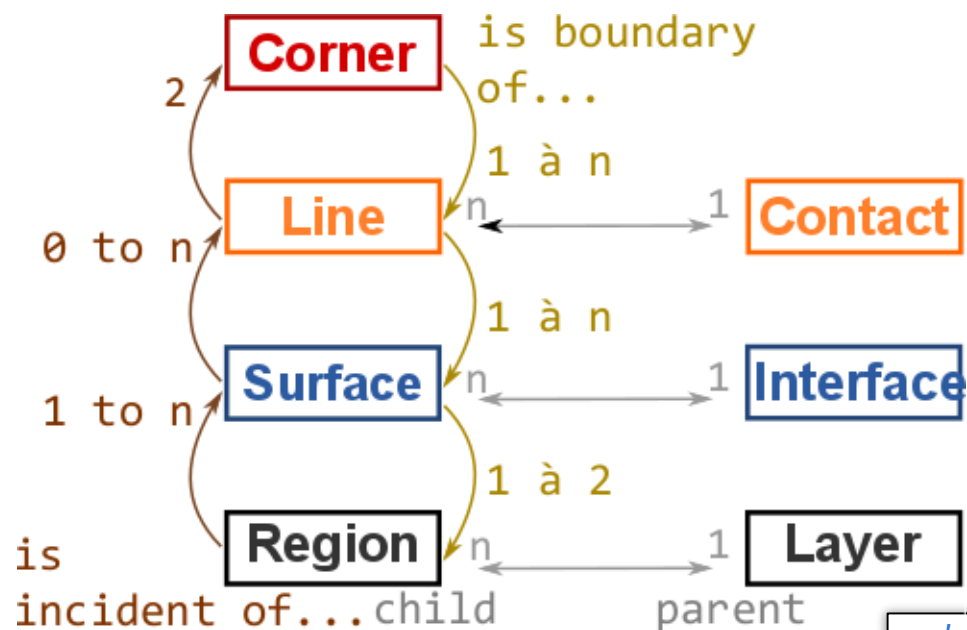 Corner
is boundary
of...
2
1 à n
Line
n
1
Contact
0 to n
1 à n
Surface
n
1
Interface
1 to n
1 à 2
Region
n
1
Layer
is
incident of...
child
parent